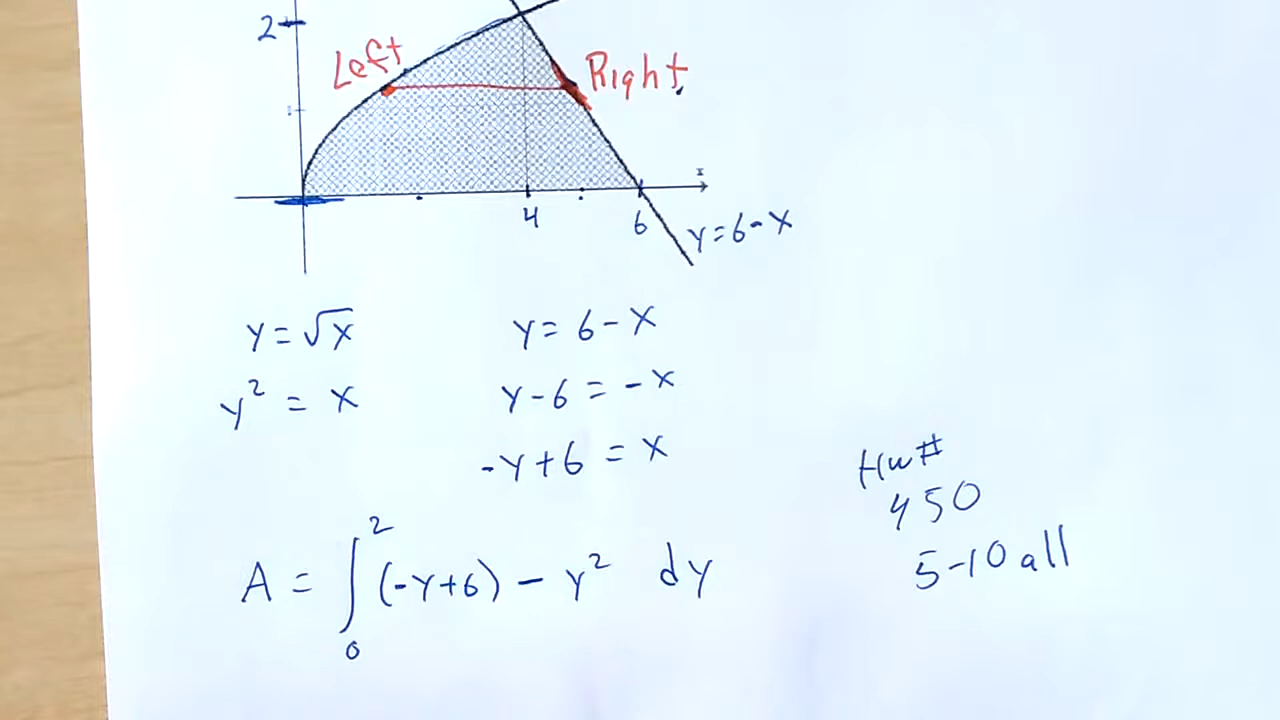 2
Left
Right
x
4
6
y=6-x
y=√x
y=6-x
y²=x
y-6=-x
-y+6=x
Hw#
450
5-10 all
A=∫₀²(-y+6)-y² dy